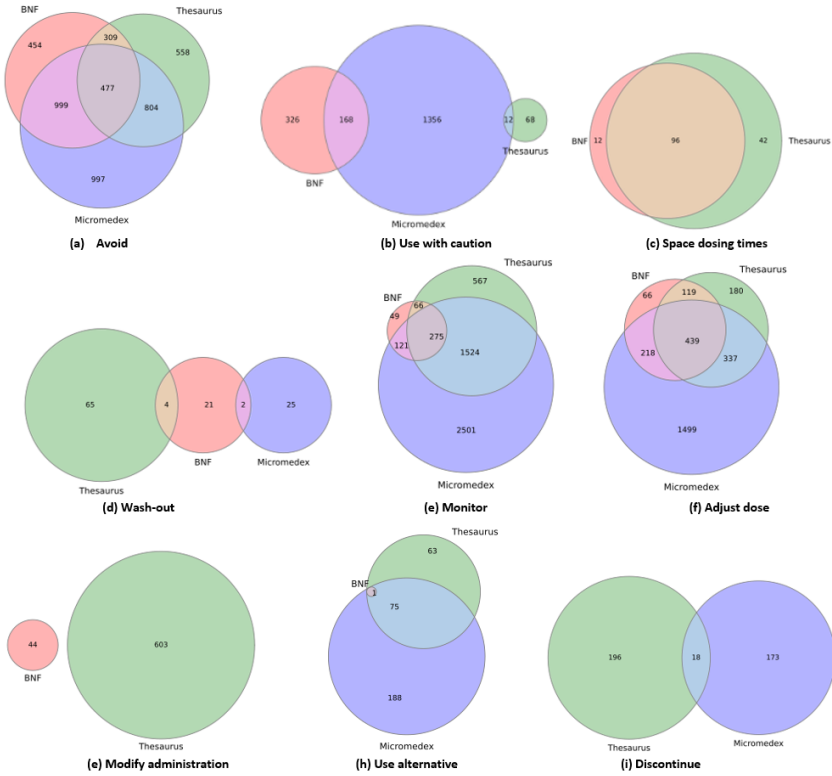 BNF
Thesaurus
454
309
558
477
999
804
997
Micromedex
(a) Avoid
326
168
1356
12
68
BNF
Thesaurus
Micromedex
(b) Use with caution
BNF
12
96
42
Thesaurus
(c) Space dosing times
65
4
21
2
25
Thesaurus
BNF
Micromedex
(d) Wash-out
Thesaurus
567
BNF
66
49
121
275
1524
2501
Micromedex
(e) Monitor
BNF
Thesaurus
66
119
180
439
218
337
1499
Micromedex
(f) Adjust dose
44
BNF
603
Thesaurus
(e) Modify administration
Thesaurus
63
BNF
1
75
188
Micromedex
(h) Use alternative
196
18
173
Thesaurus
Micromedex
(i) Discontinue